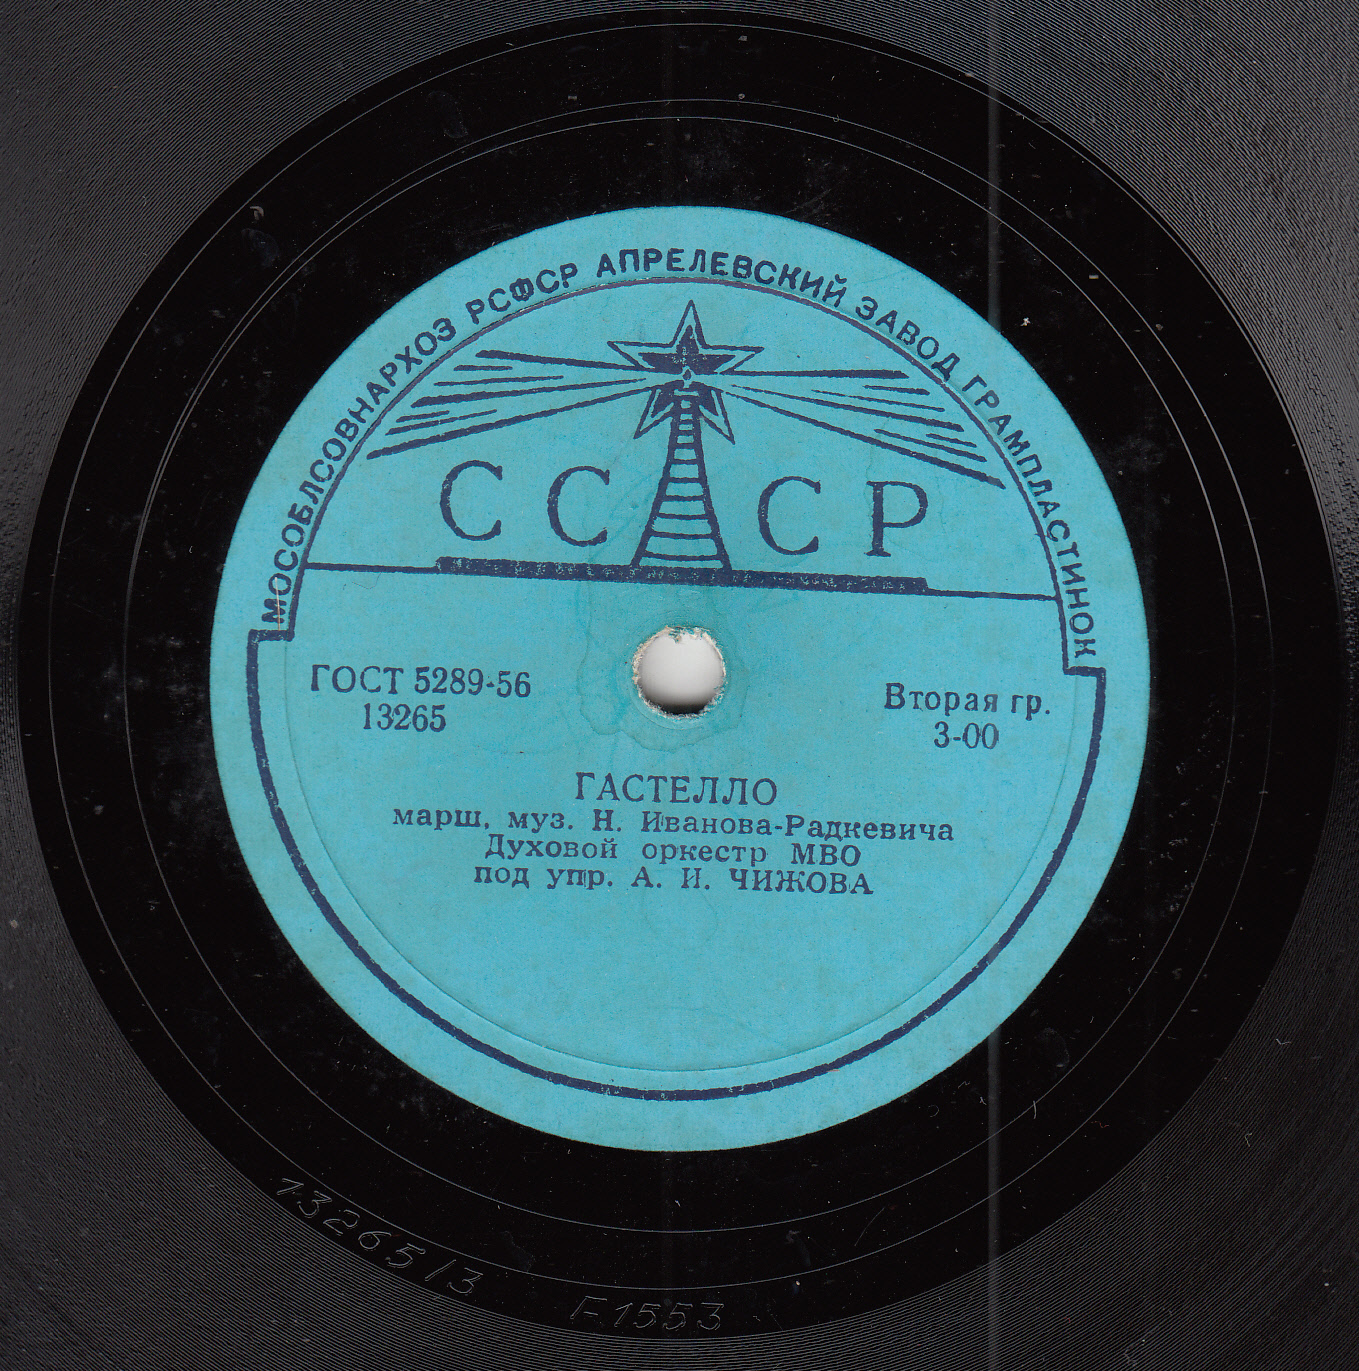 МОСОБЛСОВНАРХОЗ РСФСР АПРЕЛЕВСКИЙ ЗАВОД ГРАМПЛАСТИНОК
СССР
ГОСТ 5289-56
13265
Вторая гр.
3-00
ГАСТЕЛЛО
марш, муз. Н. Иванова-Радкевича
Духовой оркестр МВО
под упр. А. И. ЧИЖОВА
13265/3
Г1553